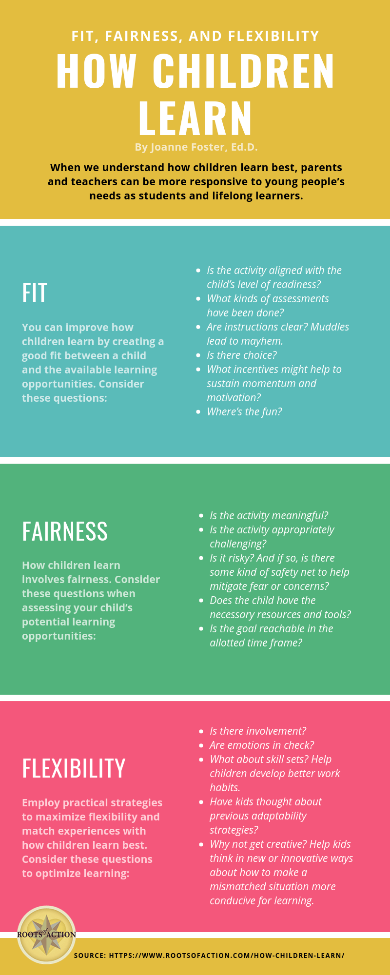 FIT, FAIRNESS, AND FLEXIBILITY
HOW CHILDREN
LEARN
By Joanne Foster, Ed.D.
When we understand how children learn best, parents
and teachers can be more responsive to young people's
needs as students and lifelong learners.
FIT
You can improve how
children learn by creating a
good fit between a child
and the available learning
opportunities. Consider
these questions:
Is the activity aligned with the
child's level of readiness?
What kinds of assessments
have been done?
Are instructions clear? Muddles
lead to mayhem.
Is there choice?
What incentives might help to
sustain momentum and
motivation?
Where's the fun?
FAIRNESS
How children learn
involves fairness. Consider
these questions when
assessing your child's
potential learning
opportunities:
Is the activity meaningful?
Is the activity appropriately
challenging?
Is it risky? And if so, is there
some kind of safety net to help
mitigate fear or concerns?
Does the child have the
necessary resources and tools?
Is the goal reachable in the
allotted time frame?
FLEXIBILITY
Employ practical strategies
to maximize flexibility and
match experiences with
how children learn best.
Consider these questions
to optimize learning:
Is there involvement?
Are emotions in check?
What about skill sets? Help
children develop better work
habits.
Have kids thought about
previous adaptability
strategies?
Why not get creative? Help kids
think in new or innovative ways
about how to make a
mismatched situation more
conducive for learning.
ROOTS OF ACTION
SOURCE: HTTPS://WWW.ROOTSOFACTION.COM/HOW-CHILDREN-LEARN/